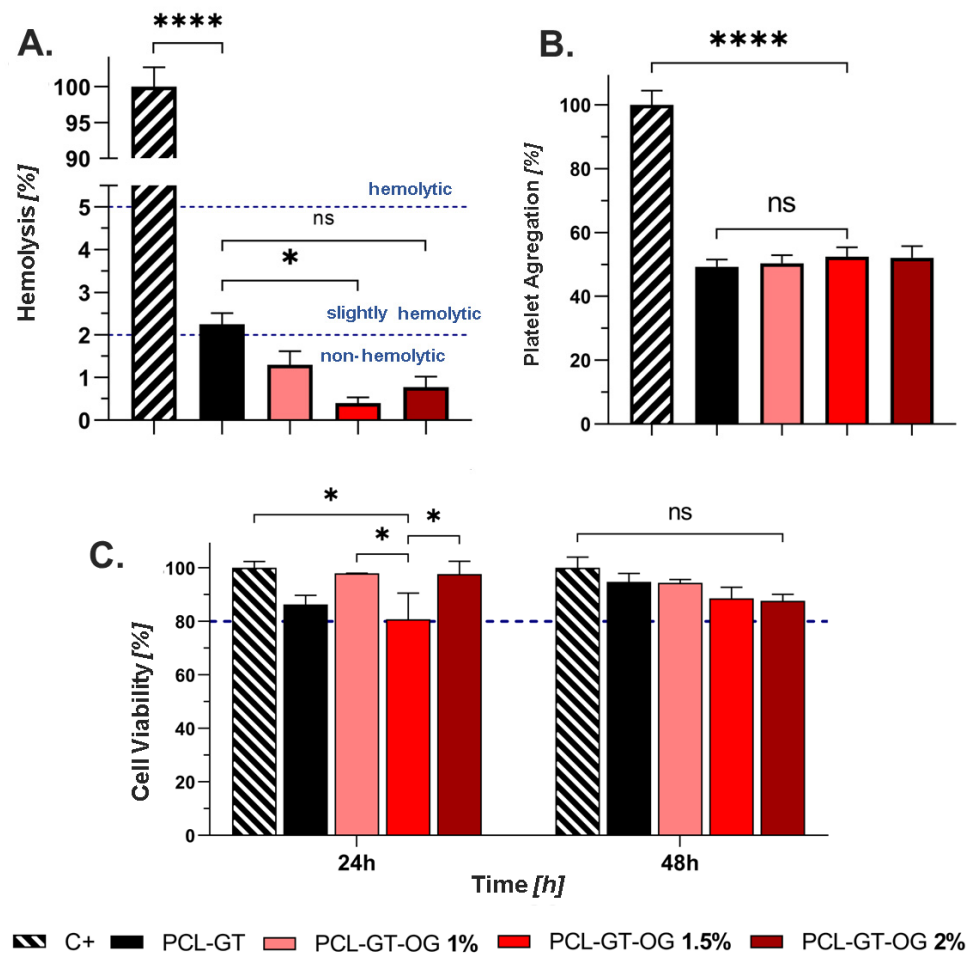 A.
****
Hemolysis [%]
100
95
90
5
4
3
2
1
0
hemolytic
ns
*
slightly hemolytic
non-hemolytic
B.
****
Platelet Agregation [%]
100
80
60
40
20
0
ns
C.
*
*
*
ns
Cell Viability [%]
100
80
60
40
20
0
24h
48h
Time [h]
C+ PCL-GT PCL-GT-OG 1% PCL-GT-OG 1.5% PCL-GT-OG 2%